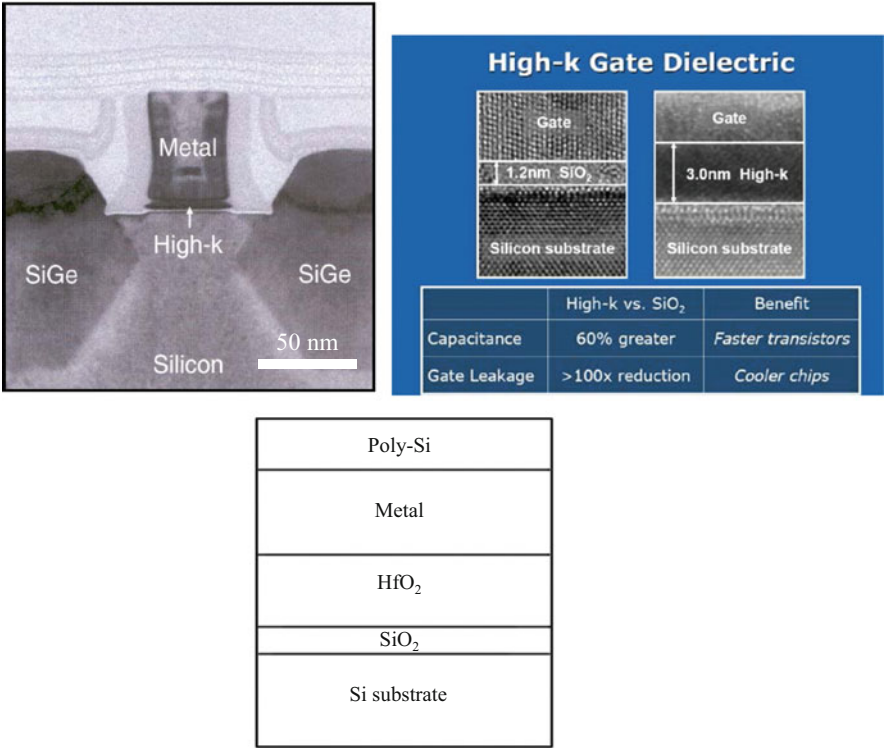 Metal
High-k
SiGe
SiGe
50 nm
Silicon
High-k Gate Dielectric
Gate
1.2nm SiO₂
Silicon substrate
Gate
3.0nm High-k
Silicon substrate
High-k vs. SiO₂ Benefit
Capacitance 60% greater Faster transistors
Gate Leakage >100x reduction Cooler chips
Poly-Si
Metal
HfO₂
SiO₂
Si substrate